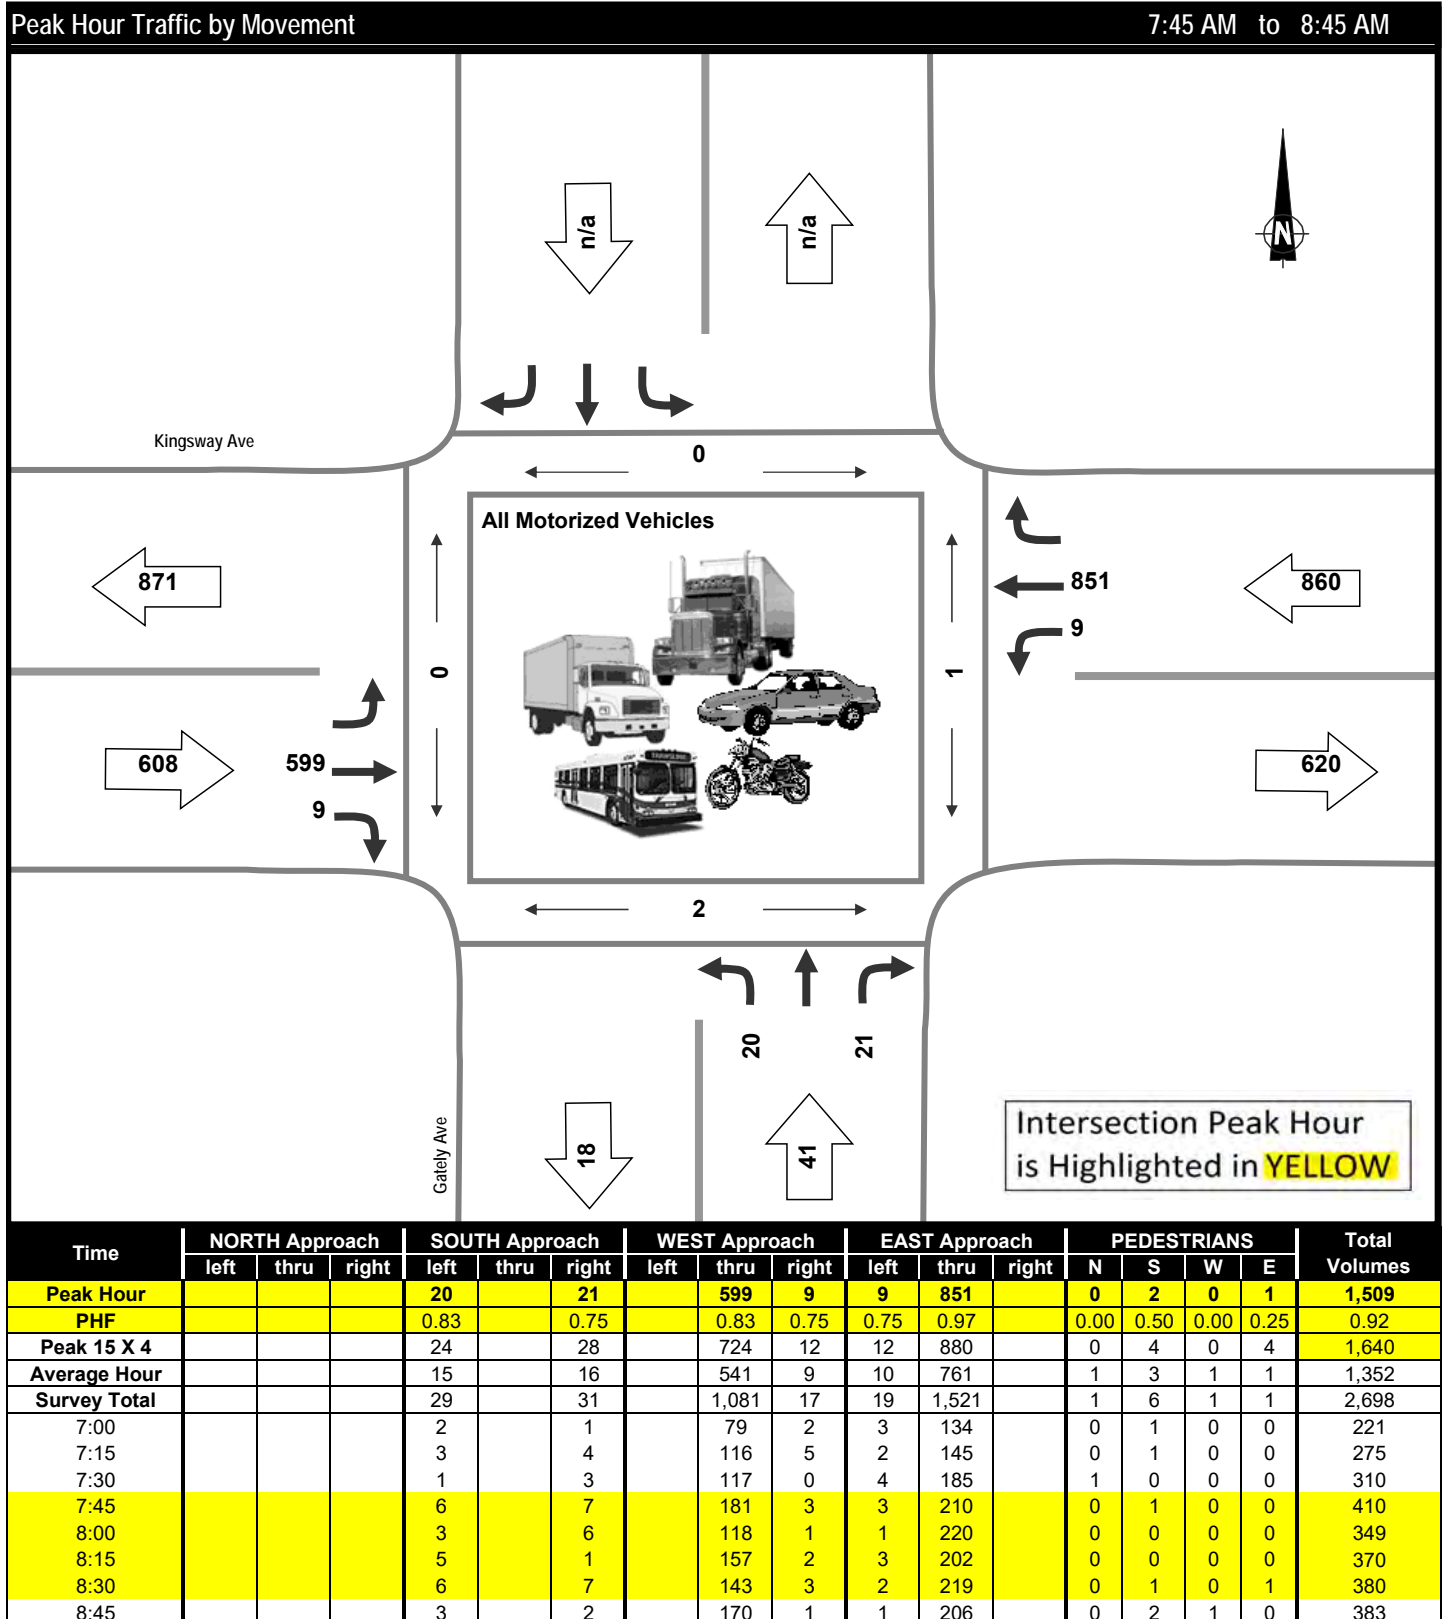 Peak Hour Traffic by Movement 7:45 AM to 8:45 AM
n/a n/a
N
Kingsway Ave
0
All Motorized Vehicles
871 851 860
9
0 1
608 599 620
9
2
20 21
Gately Ave
18 41
Intersection Peak Hour
is Highlighted in YELLOW
Time NORTH Approach SOUTH Approach WEST Approach EAST Approach PEDESTRIANS Total
left thru right left thru right left thru right left thru right N S W E Volumes
Peak Hour 20 21 599 9 9 851 0 2 0 1 1,509
PHF 0.83 0.75 0.83 0.75 0.75 0.97 0.00 0.50 0.00 0.25 0.92
Peak 15 X 4 24 28 724 12 12 880 0 4 0 4 1,640
Average Hour 15 16 541 9 10 761 1 3 1 1 1,352
Survey Total 29 31 1,081 17 19 1,521 1 6 1 1 2,698
7:00 2 1 79 2 3 134 0 1 0 0 221
7:15 3 4 116 5 2 145 0 1 0 0 275
7:30 1 3 117 0 4 185 1 0 0 0 310
7:45 6 7 181 3 3 210 0 1 0 0 410
8:00 3 6 118 1 1 220 0 0 0 0 349
8:15 5 1 157 2 3 202 0 0 0 0 370
8:30 6 7 143 3 2 219 0 1 0 1 380
8:45 3 2 170 1 1 206 0 2 1 0 383